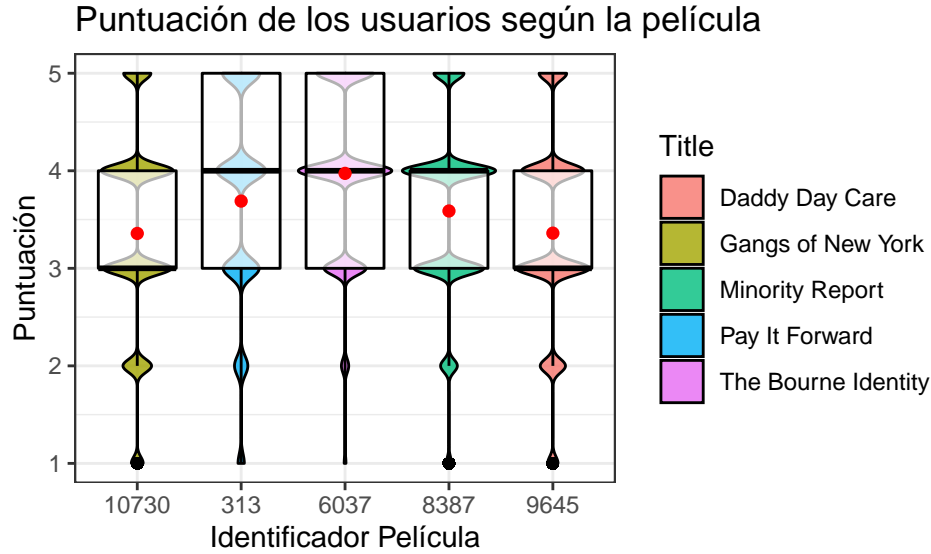 Puntuación de los usuarios según la película
Puntuación
5
4
3
2
1
10730 313 6037 8387 9645
Identificador Película
Title
Daddy Day Care
Gangs of New York
Minority Report
Pay It Forward
The Bourne Identity